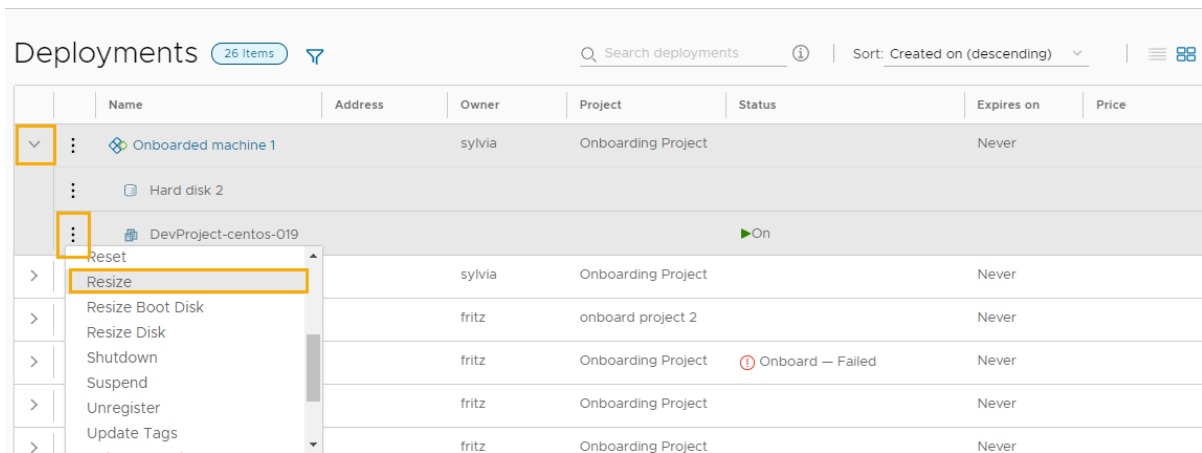 Deployments 26 Items Search deployments Sort: Created on (descending)
Name Address Owner Project Status Expires on Price
Onboarded machine 1 sylvia Onboarding Project Never
Hard disk 2
DevProject-centos-019 On
Reset
Resize sylvia Onboarding Project Never
Resize Boot Disk
fritz onboard project 2 Never
Resize Disk
Shutdown fritz Onboarding Project Onboard — Failed Never
Suspend
Unregister fritz Onboarding Project Never
Update Tags
fritz Onboarding Project Never